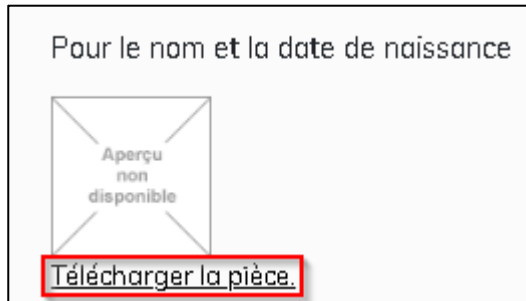 Pour le nom et la date de naissance
Aperçu
non
disponible
Télécharger la pièce.